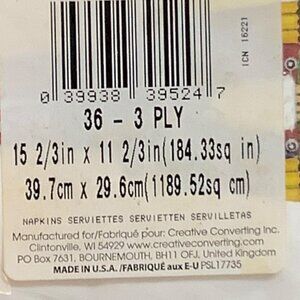 ICN 16221
0 39938 39524 7
36 - 3 PLY
15 2/3in x 11 2/3in(184.33sq in)
39.7cm x 29.6cm(1189.52sq cm)
NAPKINS SERVIETTES SERVIETTEN SERVILLETAS
Manufactured for/Fabriqué pour: Creative Converting Inc.
Clintonville, WI 54929 www.creativeconverting.com
PO Box 7631, BOURNEMOUTH, BH11 OFJ, United Kingdom
MADE IN U.S.A. /FABRIQUÉ aux E-U PSL17735